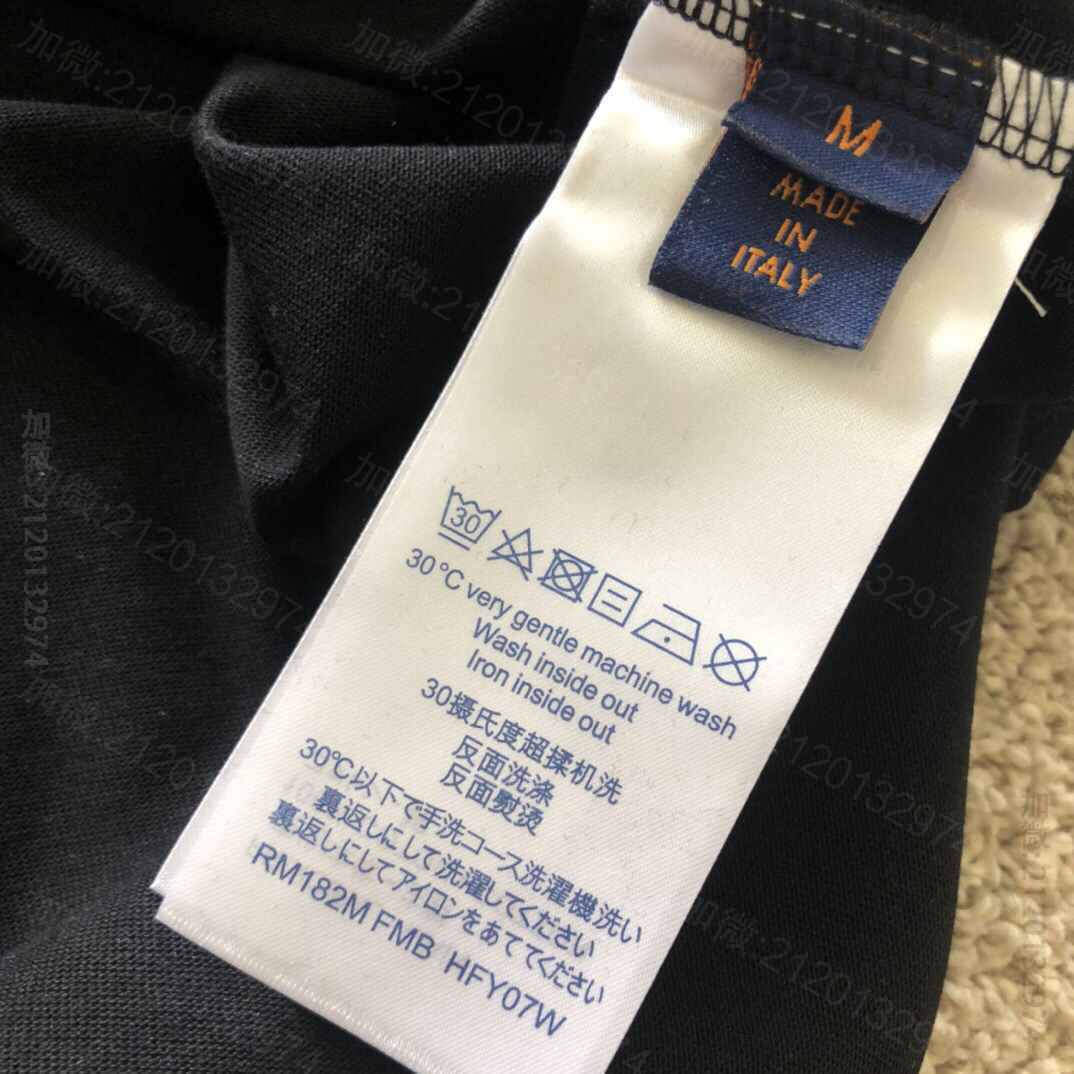 M
MADE
IN
ITALY
30
30°C very gentle machine wash
Wash inside out
Iron inside out
30摄氏度超揉机洗
反面洗涤
反面熨烫
30℃以下で手洗コース洗濯機洗い
裏返しにして洗濯してください
裏返しにしてアイロンをあててください
RM182M FMB HFY07W
加微:2120132974